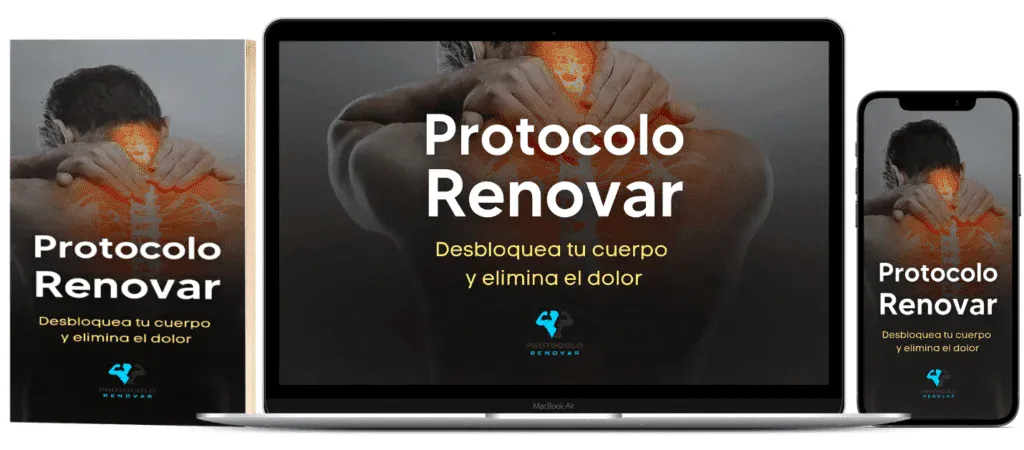 Protocolo
Renovar
Desbloquea tu cuerpo
y elimina el dolor
PROTOCOLO
RENOVAR
Protocolo
Renovar
Desbloquea tu cuerpo
y elimina el dolor
PROTOCOLO
RENOVAR
MacBook Air
Protocolo
Renovar
Desbloquea tu cuerpo
y elimina el dolor
RENOVAR